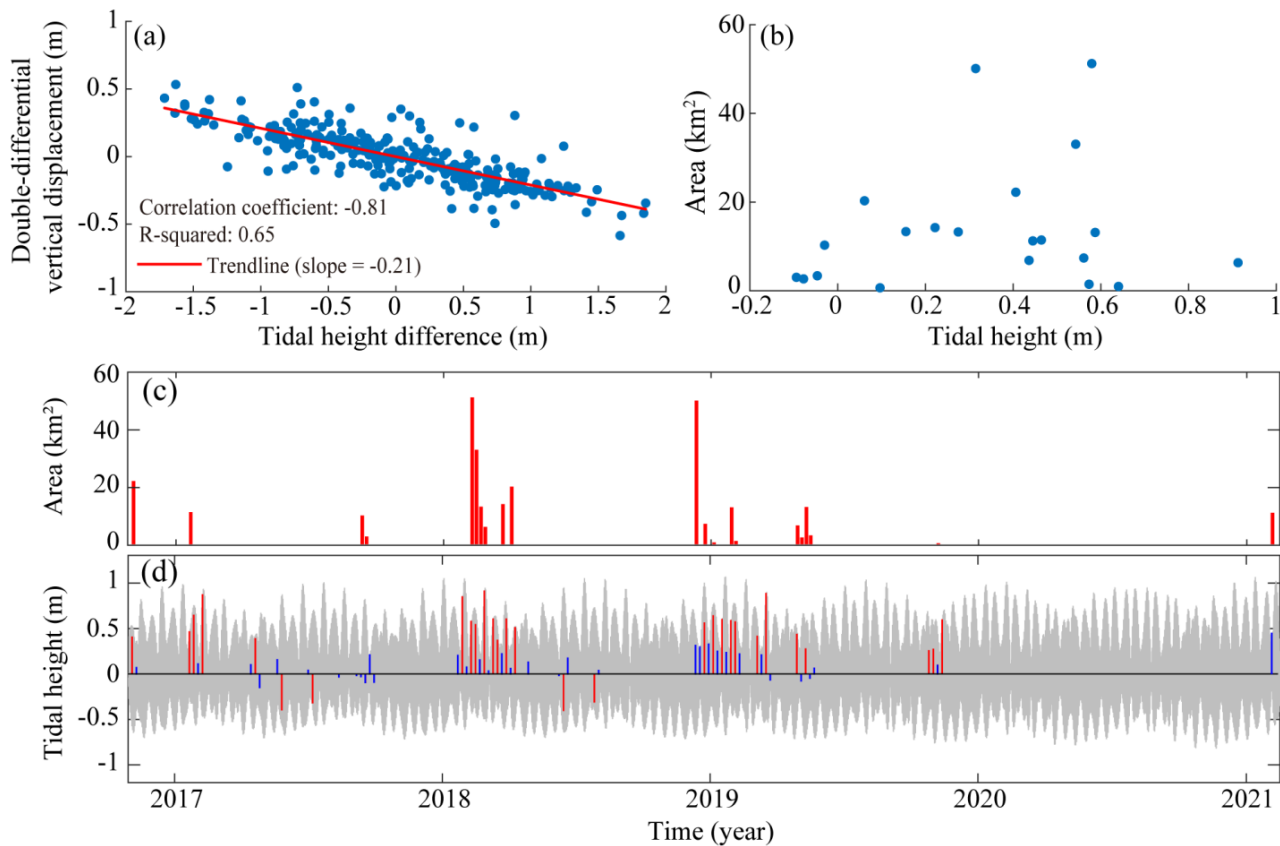 (a)
Double-differential
vertical displacement (m)
1
0.5
0
-0.5
-1
Correlation coefficient: -0.81
R-squared: 0.65
Trendline (slope = -0.21)
-2 -1.5 -1 -0.5 0 0.5 1 1.5 2
Tidal height difference (m)
(b)
Area (km²)
60
40
20
0
-0.2 0 0.2 0.4 0.6 0.8 1
Tidal height (m)
(c)
Area (km²)
60
40
20
0
(d)
Tidal height (m)
1
0.5
0
-0.5
-1
2017 2018 2019 2020 2021
Time (year)